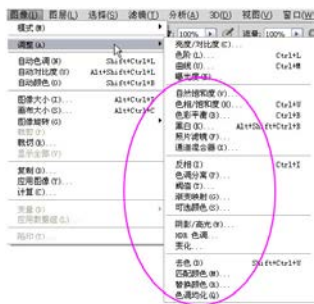 图像(I) 图层(L) 选择(S) 滤镜(T) 分析(A) 3D(D) 视图(V) 窗口(W)
模式(M)
调整(A)
自动色调(N) Shift+Ctrl+L
自动对比度(U) Alt+Shift+Ctrl+L
自动颜色(O) Shift+Ctrl+B
图像大小(I)... Alt+Ctrl+I
画布大小(S)... Alt+Ctrl+C
图像旋转(G)
裁剪(P)
裁切(R)...
显示全部(V)
复制(D)...
应用图像(Y)...
计算(C)...
变量(B)
应用数据组(L)...
陷印(T)...
100%
流量: 100%
亮度/对比度(C)...
色阶(L)... Ctrl+L
曲线(U)... Ctrl+M
曝光度(E)...
自然饱和度(V)...
色相/饱和度(H)... Ctrl+U
色彩平衡(B)... Ctrl+B
黑白(K)... Alt+Shift+Ctrl+B
照片滤镜(F)...
通道混合器(X)...
反相(I) Ctrl+I
色调分离(P)...
阈值(T)...
渐变映射(G)...
可选颜色(S)...
阴影/高光(W)...
HDR 色调...
变化...
去色(D) Shift+Ctrl+U
匹配颜色(M)...
替换颜色(R)...
色调均化(Q)